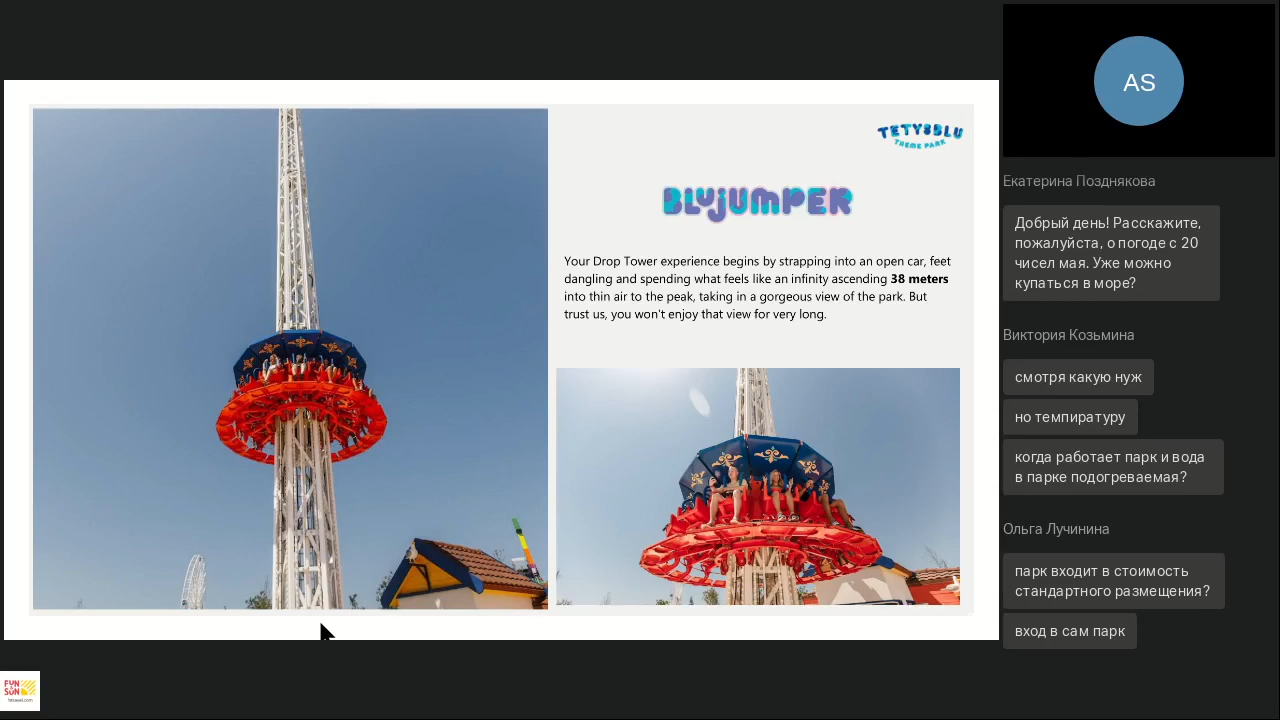 TETYSBLU
THEME PARK
BLUJUMPER
Your Drop Tower experience begins by strapping into an open car, feet
dangling and spending what feels like an infinity ascending 38 meters
into thin air to the peak, taking in a gorgeous view of the park. But
trust us, you won't enjoy that view for very long.
AS
Екатерина Позднякова
Добрый день! Расскажите,
пожалуйста, о погоде с 20
чисел мая. Уже можно
купаться в море?
Виктория Козьмина
смотря какую нуж
но темпиратуру
когда работает парк и вода
в парке подогреваемая?
Ольга Лучинина
парк входит в стоимость
стандартного размещения?
вход в сам парк
FUN
SUN